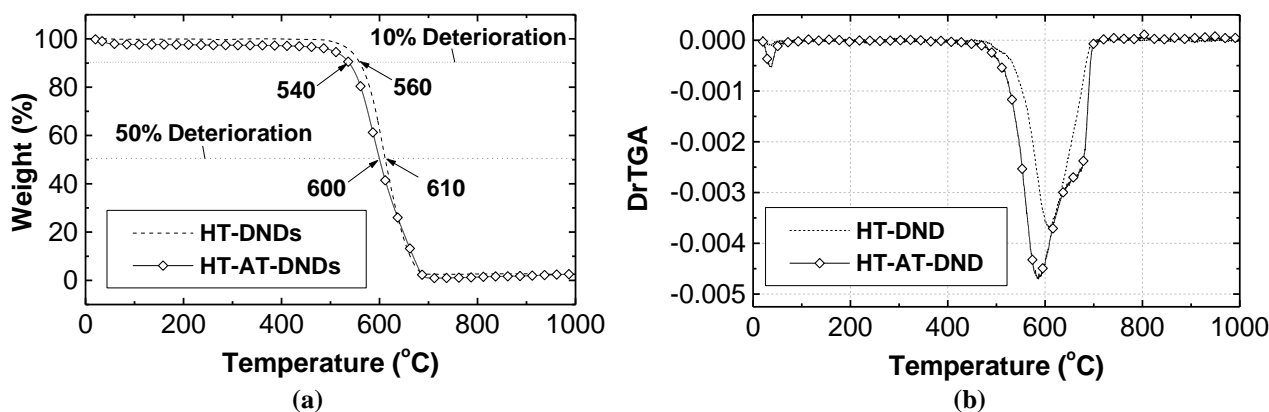 100
80
60
40
20
0
Weight (%)
10% Deterioration
540
560
50% Deterioration
600
610
HT-DNDs
HT-AT-DNDs
0 200 400 600 800 1000
Temperature (°C)
(a)
0.000
-0.001
-0.002
-0.003
-0.004
-0.005
DrTGA
HT-DND
HT-AT-DND
0 200 400 600 800 1000
Temperature (°C)
(b)